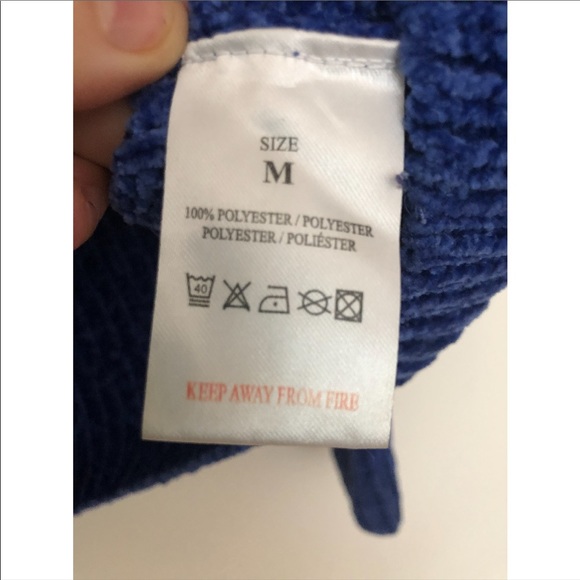 SIZE
M
100% POLYESTER / POLYESTER
POLYESTER / POLIÉSTER
40
KEEP AWAY FROM FIRE